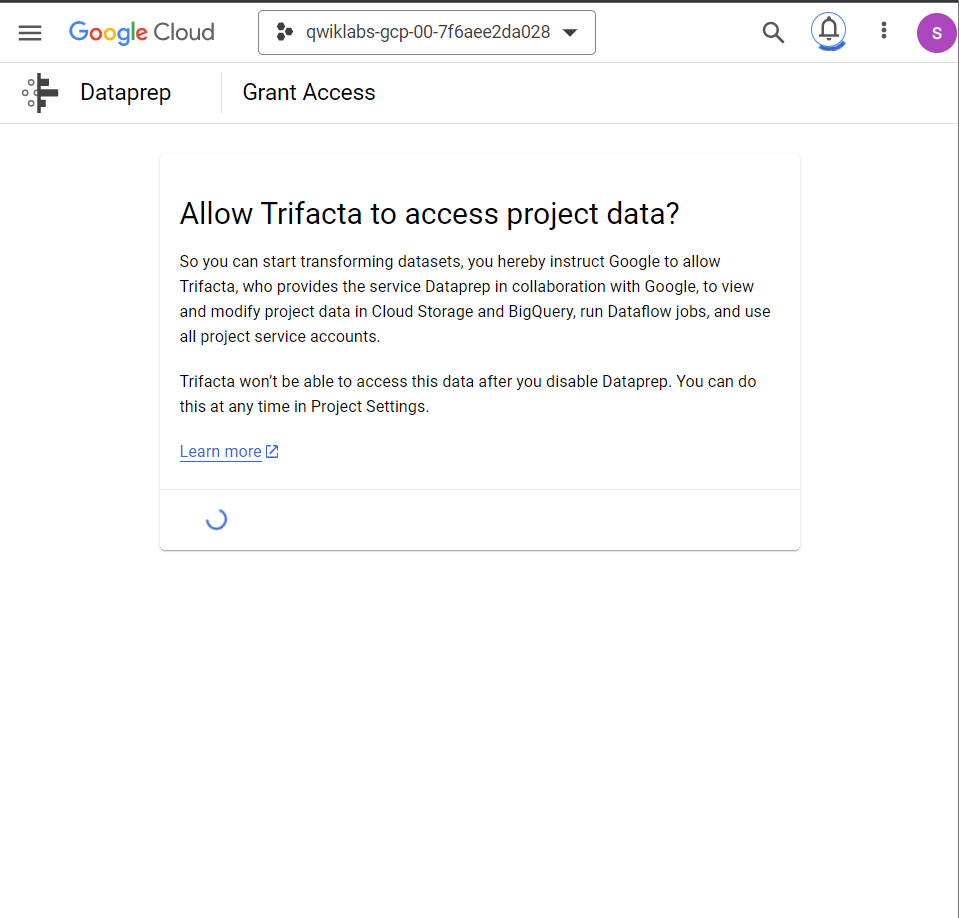 Google Cloud
qwiklabs-gcp-00-7f6aee2da028
S
Dataprep
Grant Access
Allow Trifacta to access project data?
So you can start transforming datasets, you hereby instruct Google to allow
Trifacta, who provides the service Dataprep in collaboration with Google, to view
and modify project data in Cloud Storage and BigQuery, run Dataflow jobs, and use
all project service accounts.
Trifacta won’t be able to access this data after you disable Dataprep. You can do
this at any time in Project Settings.
Learn more